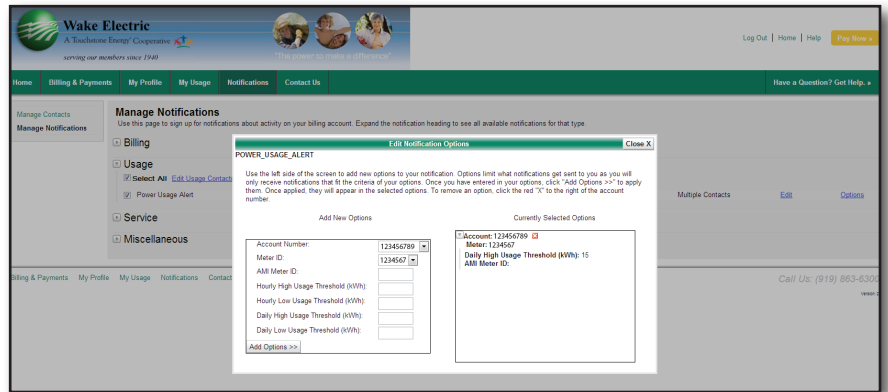 Wake Electric
A Touchstone Energy® Cooperative
serving our members since 1940
"The power to make a difference"
Log Out | Home | Help
Pay Now »
Home Billing & Payments My Profile My Usage Notifications Contact Us
Have a Question? Get Help. »
Manage Contacts
Manage Notifications
Manage Notifications
Use this page to sign up for notifications about activity on your billing account. Expand the notification heading to see all available notifications for that type.
Billing
Usage
Select All Edit Usage Contacts
Power Usage Alert
Multiple Contacts Edit Options
Service
Miscellaneous
Edit Notification Options
Close X
POWER_USAGE_ALERT
Use the left side of the screen to add new options to your notification. Options limit what notifications get sent to you as you will
only receive notifications that fit the criteria of your options. Once you have entered in your options, click "Add Options >>" to apply
them. Once applied, they will appear in the selected options. To remove an option, click the red "X" to the right of the account
number.
Add New Options
Account Number: 123456789
Meter ID: 1234567
AMI Meter ID:
Hourly High Usage Threshold (kWh):
Hourly Low Usage Threshold (kWh):
Daily High Usage Threshold (kWh):
Daily Low Usage Threshold (kWh):
Add Options >>
Currently Selected Options
Account: 123456789
Meter: 1234567
Daily High Usage Threshold (kWh): 15
AMI Meter ID:
Billing & Payments My Profile My Usage Notifications Contact
Call Us: (919) 863-6300